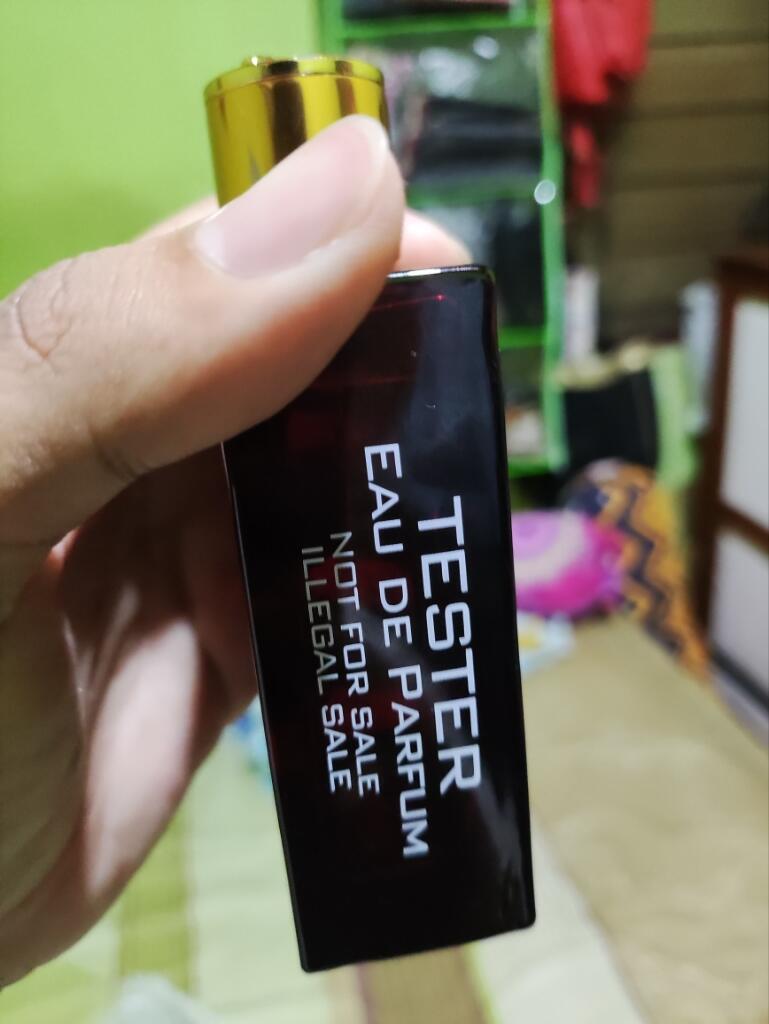 TESTER
EAU DE PARFUM
NOT FOR SALE
ILLEGAL SALE